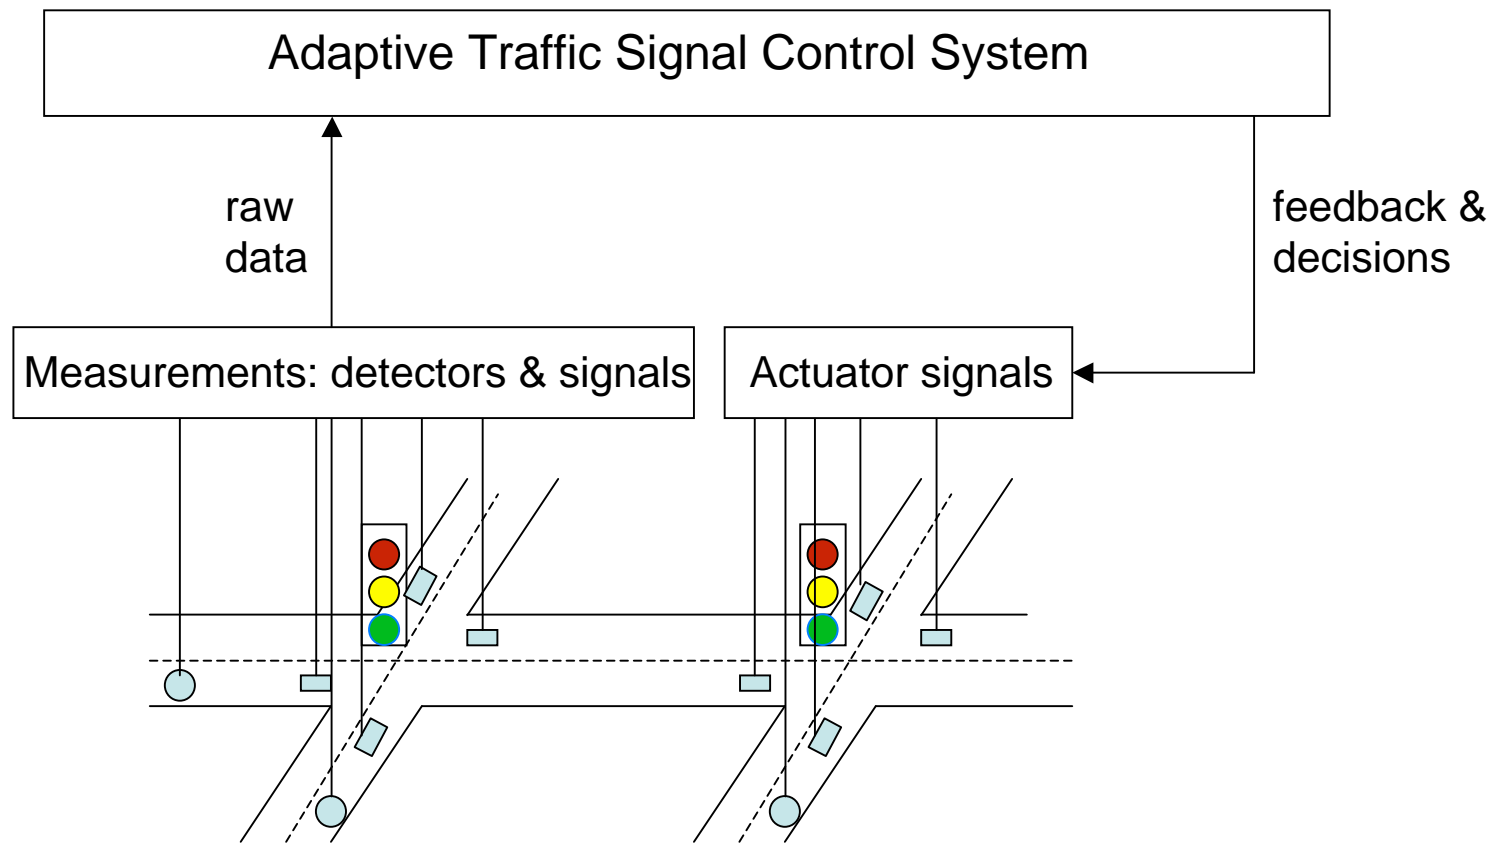 Adaptive Traffic Signal Control System
raw
data
feedback &
decisions
Measurements: detectors & signals
Actuator signals